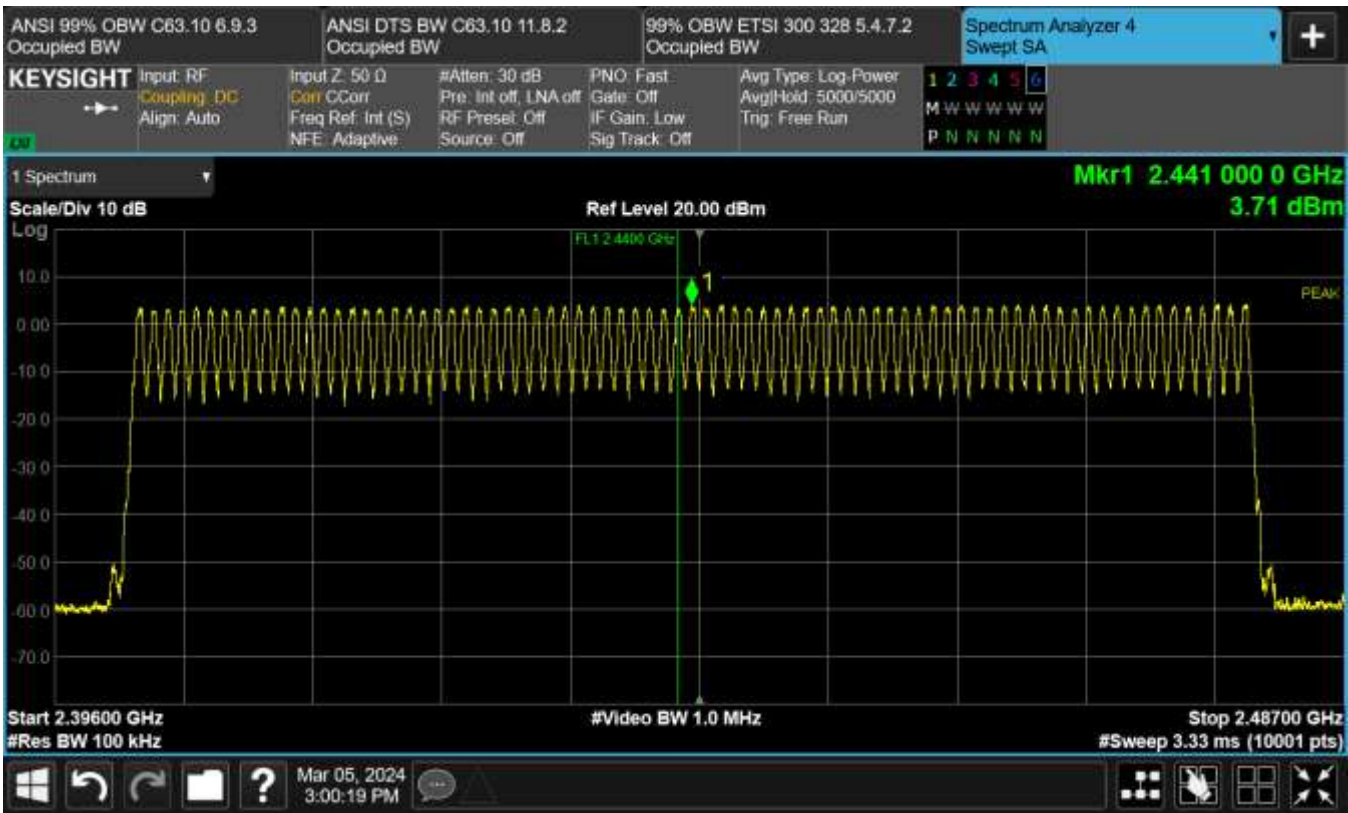 ANSI 99% OBW C63.10 6.9.3
Occupied BW
ANSI DTS BW C63.10 11.8.2
Occupied BW
99% OBW ETSI 300 328 5.4.7.2
Occupied BW
Spectrum Analyzer 4
Swept SA
KEYSIGHT
Input: RF
Coupling: DC
Align: Auto
Input Z: 50 Ω
Corr CCorr
Freq Ref: Int (S)
NFE: Adaptive
#Atten: 30 dB
Pre: Int off, LNA off
RF Presel: Off
Source: Off
PNO: Fast
Gate: Off
IF Gain: Low
Sig Track: Off
Avg Type: Log-Power
Avg|Hold: 5000/5000
Trig: Free Run
1 2 3 4 5 6
M W W W W W W
P N N N N N N
1 Spectrum
Mkr1 2.441 000 0 GHz
3.71 dBm
Scale/Div 10 dB
Ref Level 20.00 dBm
Log
FL1 2.4400 GHz
1
PEAK
10.0
0.00
-10.0
-20.0
-30.0
-40.0
-50.0
-60.0
-70.0
Start 2.39600 GHz
#Video BW 1.0 MHz
Stop 2.48700 GHz
#Res BW 100 kHz
#Sweep 3.33 ms (10001 pts)
Mar 05, 2024
3:00:19 PM